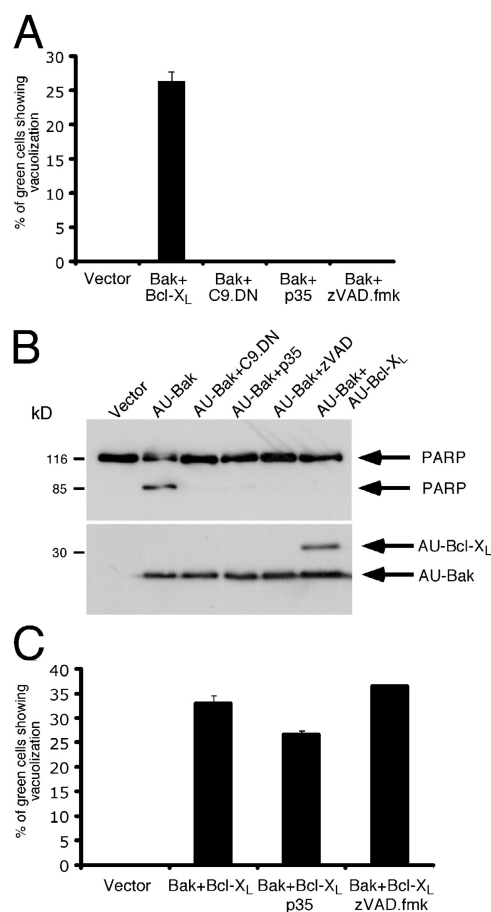 A
% of green cells showing
vacuolization
30
25
20
15
10
5
0
Vector
Bak+
Bcl-XL
Bak+
C9.DN
Bak+
p35
Bak+
zVAD.fmk
B
kD
Vector
AU-Bak
AU-Bak+C9.DN
AU-Bak+p35
AU-Bak+zVAD
AU-Bak+
AU-Bcl-XL
116
PARP
85
PARP
30
AU-Bcl-XL
AU-Bak
C
% of green cells showing
vacuolization
40
35
30
25
20
15
10
5
0
Vector
Bak+Bcl-XL
Bak+Bcl-XL
p35
Bak+Bcl-XL
zVAD.fmk